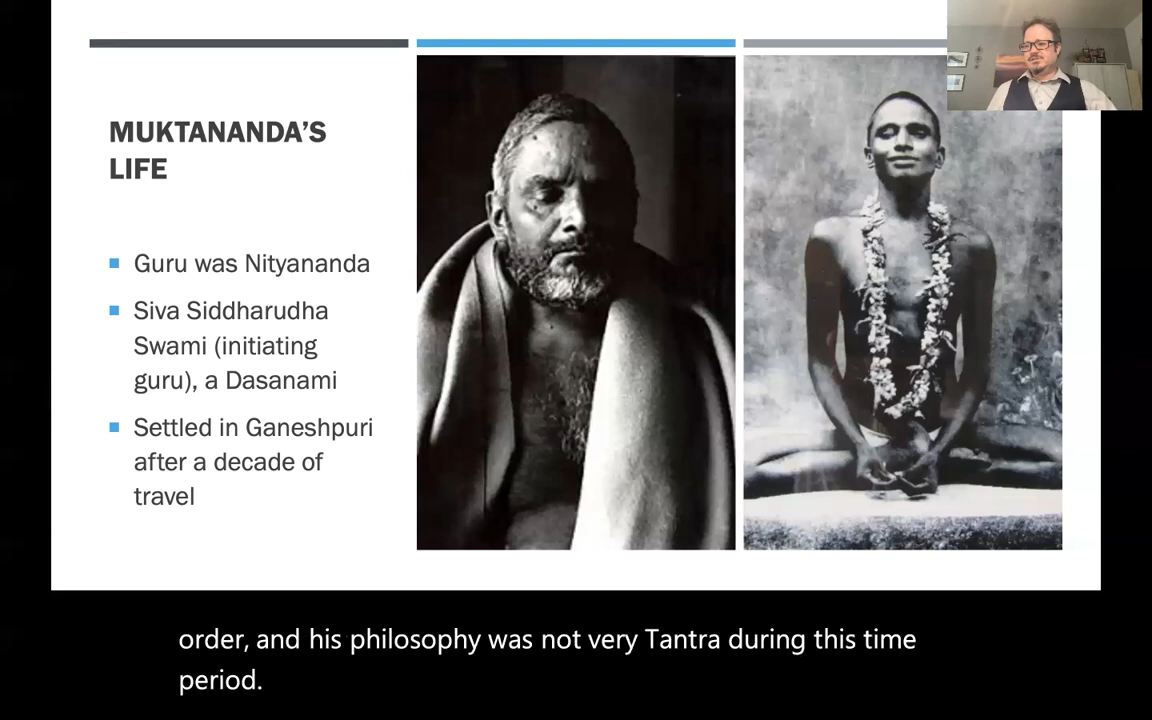 MUKTANANDA'S
LIFE
Guru was Nityananda
Siva Siddharudha
Swami (initiating
guru), a Dasanami
Settled in Ganeshpuri
after a decade of
travel
order, and his philosophy was not very Tantra during this time
period.